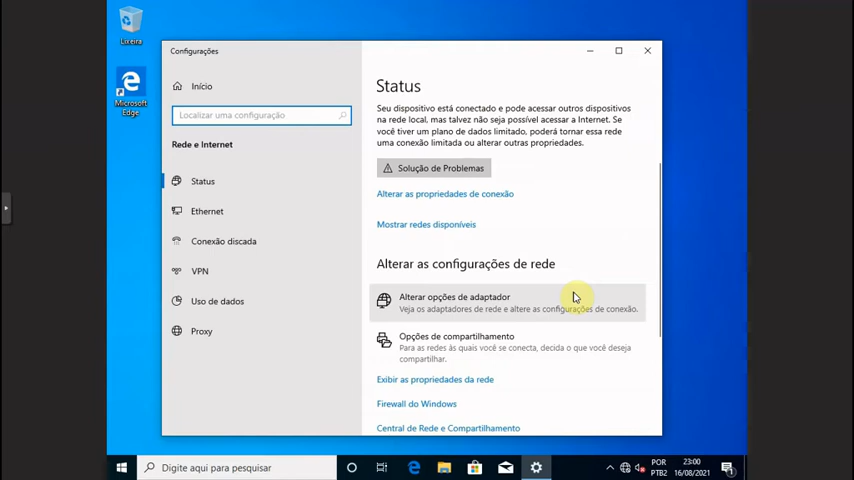 Lixeira
Microsoft
Edge
Configurações
Início
Localizar uma configuração
Rede e Internet
Status
Ethernet
Conexão discada
VPN
Uso de dados
Proxy
Status
Seu dispositivo está conectado e pode acessar outros dispositivos
na rede local, mas talvez não seja possível acessar a Internet. Se
você tiver um plano de dados limitado, poderá tornar essa rede
uma conexão limitada ou alterar outras propriedades.
Solução de Problemas
Alterar as propriedades de conexão
Mostrar redes disponíveis
Alterar as configurações de rede
Alterar opções de adaptador
Veja os adaptadores de rede e altere as configurações de conexão.
Opções de compartilhamento
Para as redes às quais você se conecta, decida o que você deseja
compartilhar.
Exibir as propriedades da rede
Firewall do Windows
Central de Rede e Compartilhamento
Digite aqui para pesquisar
POR
PTB2
23:00
16/08/2021
1